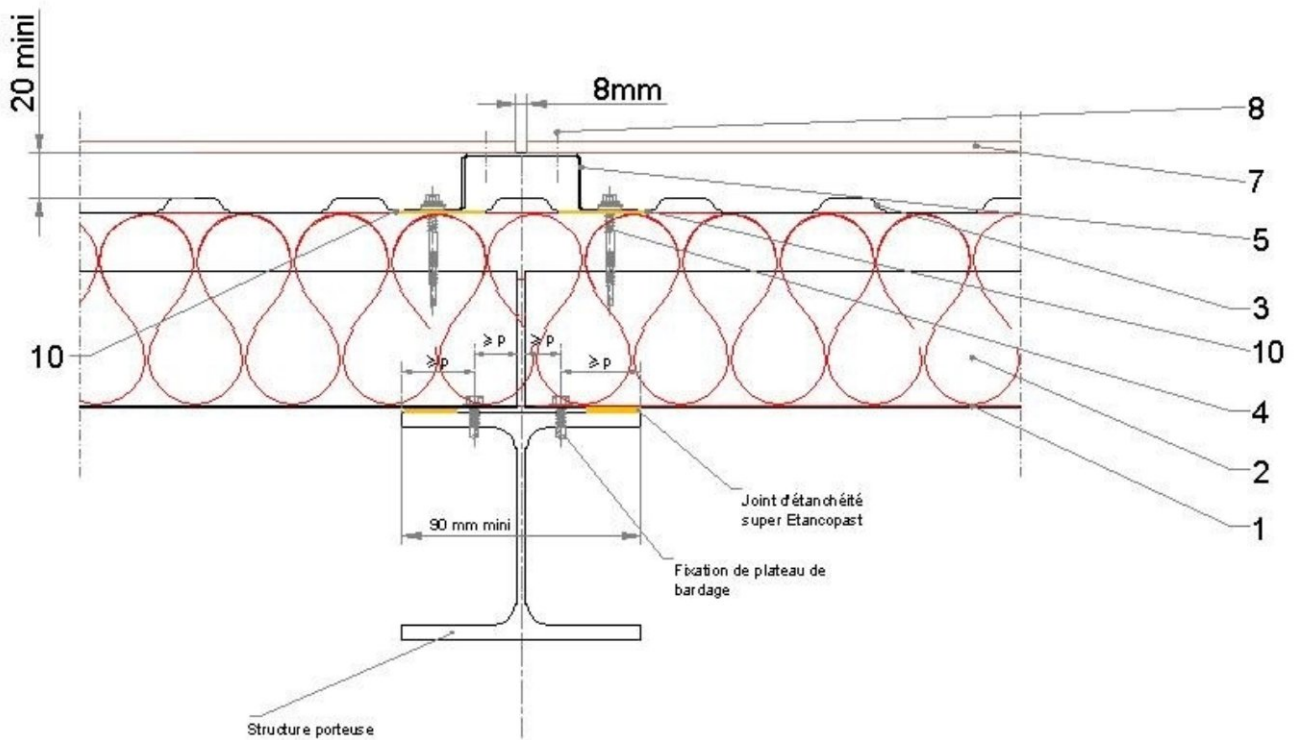 20 mini
8mm
8
7
5
3
10
10
4
2
1
≥ p
≥ p
≥ p
≥ p
Joint d'étanchéité
super Etancopast
90 mm mini
Fixation de plateau de
bardage
Structure porteuse